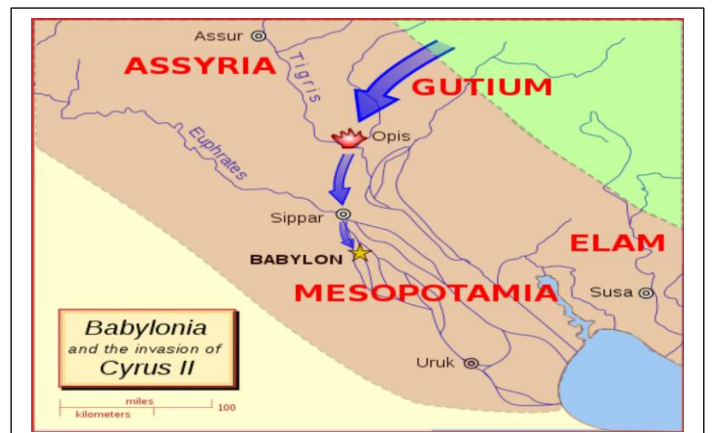 Assur
ASSYRIA
Tigris
GUTIUM
Euphrates
Opis
Sippar
ELAM
BABYLON
MESOPOTAMIA
Susa
Babylonia
and the invasion of
Cyrus II
Uruk
miles
kilometers
100